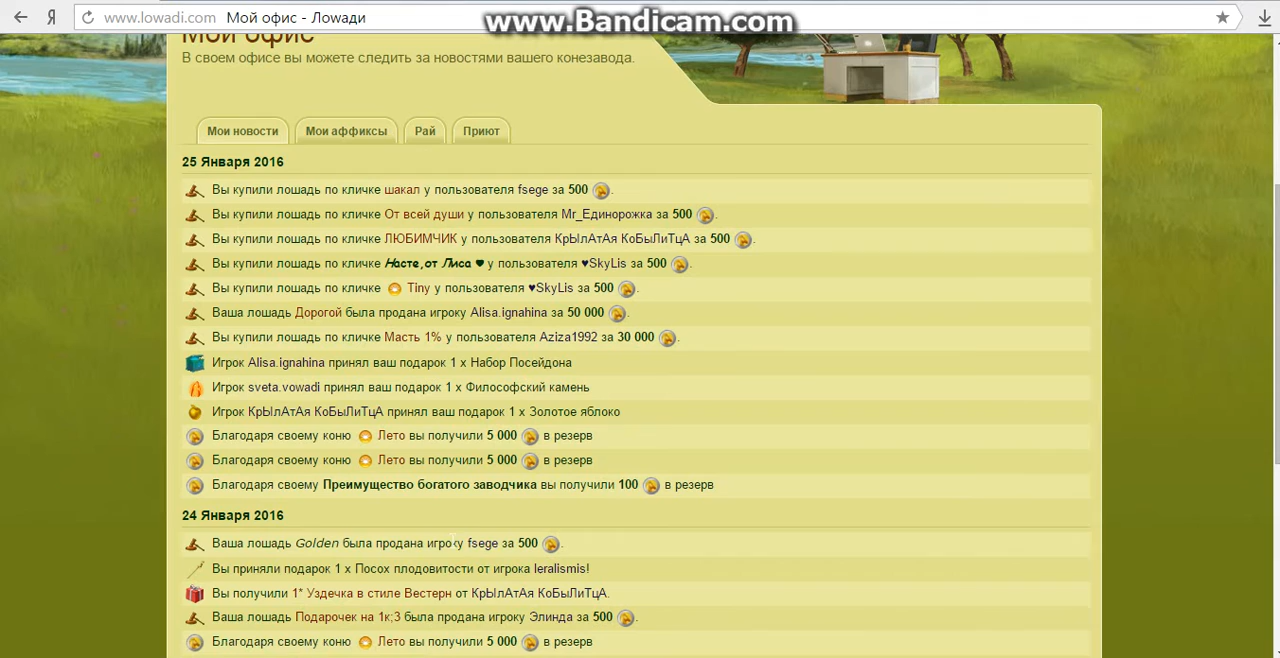 www.lowadi.com Мой офис - Ловади
www.Bandicam.com
Мой офис
В своем офисе вы можете следить за новостями вашего конезавода.
Мои новости Мои аффиксы Рай Приют
25 Января 2016
Вы купили лошадь по кличке шакал у пользователя fsege за 500 .
Вы купили лошадь по кличке От всей души у пользователя Mr_Единорожка за 500 .
Вы купили лошадь по кличке ЛЮБИМЧИК у пользователя КрЫлАтАя КоБыЛиТцА за 500 .
Вы купили лошадь по кличке Насте, от Лиса ♥ у пользователя ♥SkyLis за 500 .
Вы купили лошадь по кличке Tiny у пользователя ♥SkyLis за 500 .
Ваша лошадь Дорогой была продана игроку Alisa.ignahina за 50 000 .
Вы купили лошадь по кличке Масть 1% у пользователя Aziza1992 за 30 000 .
Игрок Alisa.ignahina принял ваш подарок 1 x Набор Посейдона
Игрок sveta.vowadi принял ваш подарок 1 x Философский камень
Игрок КрЫлАтАя КоБыЛиТцА принял ваш подарок 1 x Золотое яблоко
Благодаря своему коню Лето вы получили 5 000 в резерв
Благодаря своему коню Лето вы получили 5 000 в резерв
Благодаря своему Преимущество богатого заводчика вы получили 100 в резерв
24 Января 2016
Ваша лошадь Golden была продана игроку fsege за 500 .
Вы приняли подарок 1 x Посох плодовитости от игрока leralismis!
Вы получили 1* Уздечка в стиле Вестерн от КрЫлАтАя КоБыЛиТцА.
Ваша лошадь Подарочек на 1к;3 была продана игроку Элинда за 500 .
Благодаря своему коню Лето вы получили 5 000 в резерв